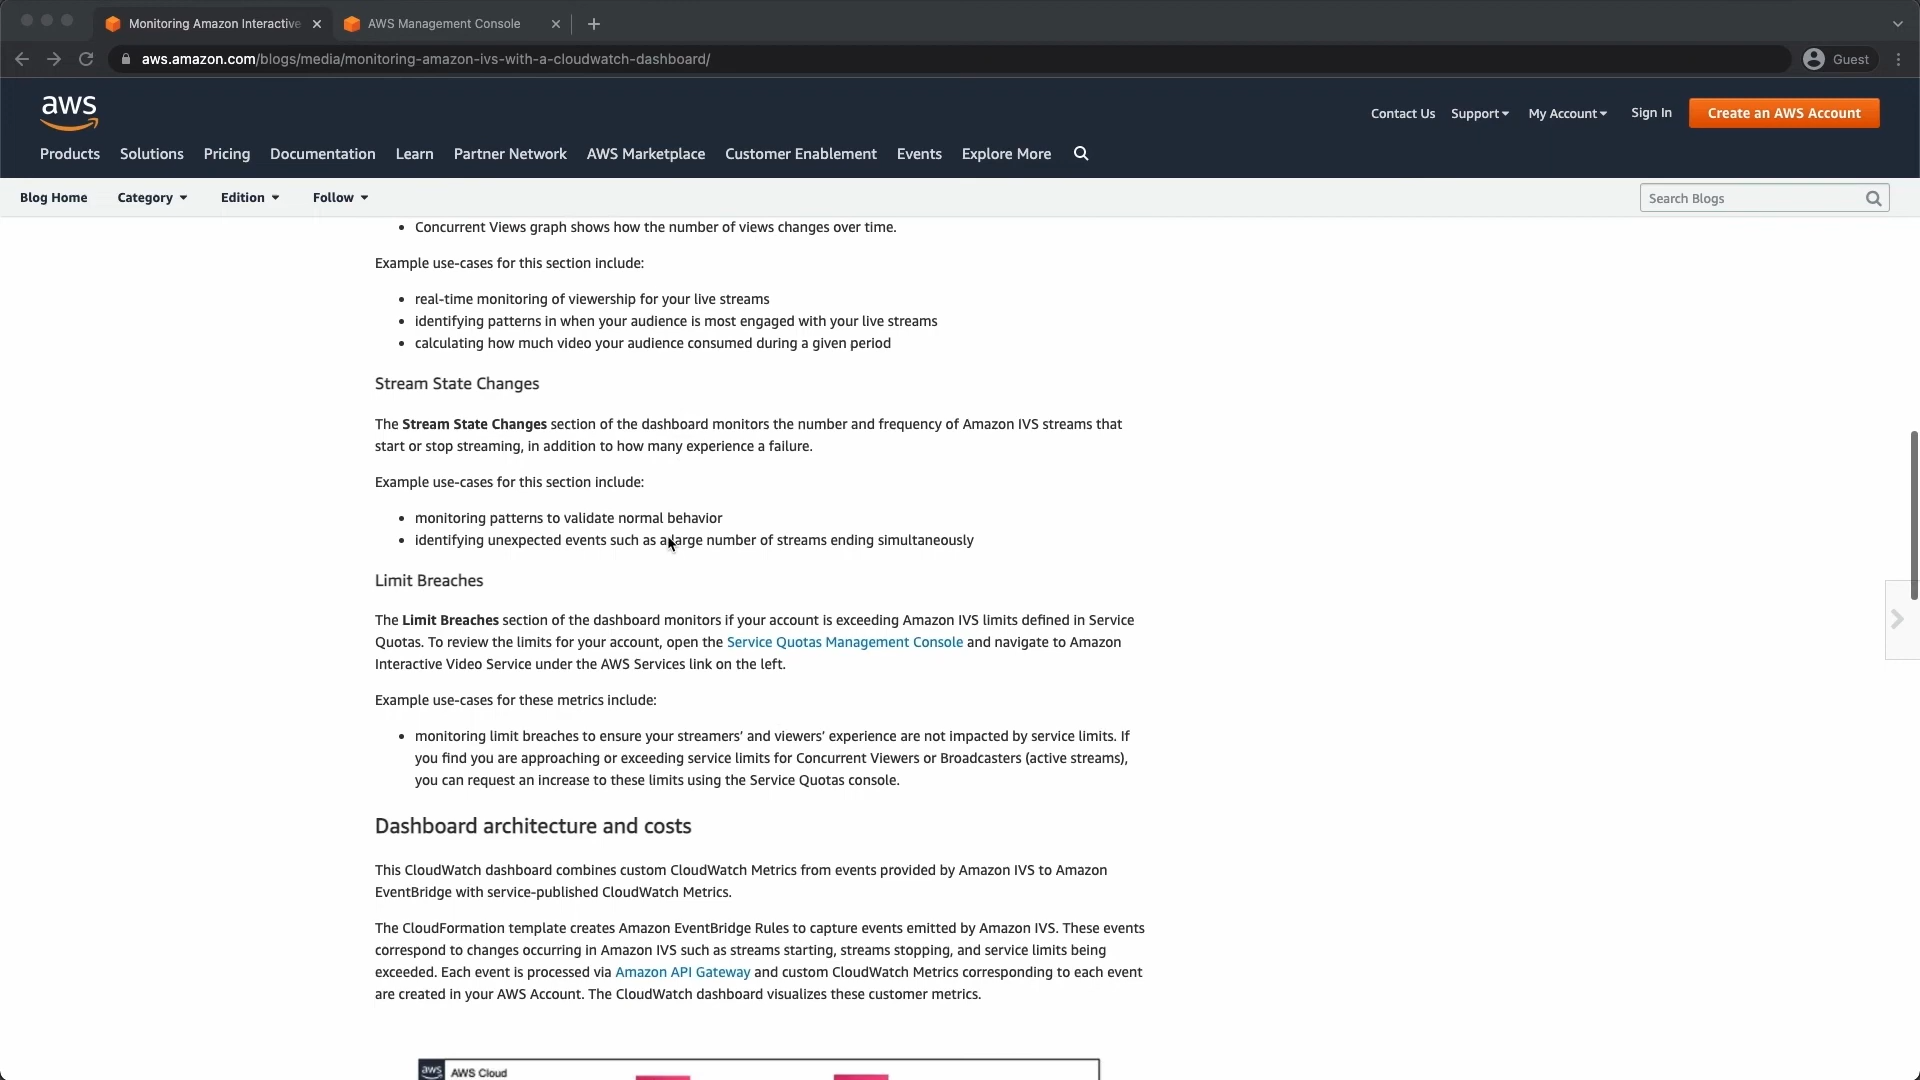 Monitoring Amazon Interactive
AWS Management Console
aws.amazon.com/blogs/media/monitoring-amazon-ivs-with-a-cloudwatch-dashboard/
Guest
aws
Contact Us Support My Account Sign In Create an AWS Account
Products Solutions Pricing Documentation Learn Partner Network AWS Marketplace Customer Enablement Events Explore More
Blog Home Category Edition Follow Search Blogs
• Concurrent Views graph shows how the number of views changes over time.
Example use-cases for this section include:
• real-time monitoring of viewership for your live streams
• identifying patterns in when your audience is most engaged with your live streams
• calculating how much video your audience consumed during a given period
Stream State Changes
The Stream State Changes section of the dashboard monitors the number and frequency of Amazon IVS streams that
start or stop streaming, in addition to how many experience a failure.
Example use-cases for this section include:
• monitoring patterns to validate normal behavior
• identifying unexpected events such as a large number of streams ending simultaneously
Limit Breaches
The Limit Breaches section of the dashboard monitors if your account is exceeding Amazon IVS limits defined in Service
Quotas. To review the limits for your account, open the Service Quotas Management Console and navigate to Amazon
Interactive Video Service under the AWS Services link on the left.
Example use-cases for these metrics include:
• monitoring limit breaches to ensure your streamers’ and viewers’ experience are not impacted by service limits. If
you find you are approaching or exceeding service limits for Concurrent Viewers or Broadcasters (active streams),
you can request an increase to these limits using the Service Quotas console.
Dashboard architecture and costs
This CloudWatch dashboard combines custom CloudWatch Metrics from events provided by Amazon IVS to Amazon
EventBridge with service-published CloudWatch Metrics.
The CloudFormation template creates Amazon EventBridge Rules to capture events emitted by Amazon IVS. These events
correspond to changes occurring in Amazon IVS such as streams starting, streams stopping, and service limits being
exceeded. Each event is processed via Amazon API Gateway and custom CloudWatch Metrics corresponding to each event
are created in your AWS Account. The CloudWatch dashboard visualizes these customer metrics.
aws AWS Cloud